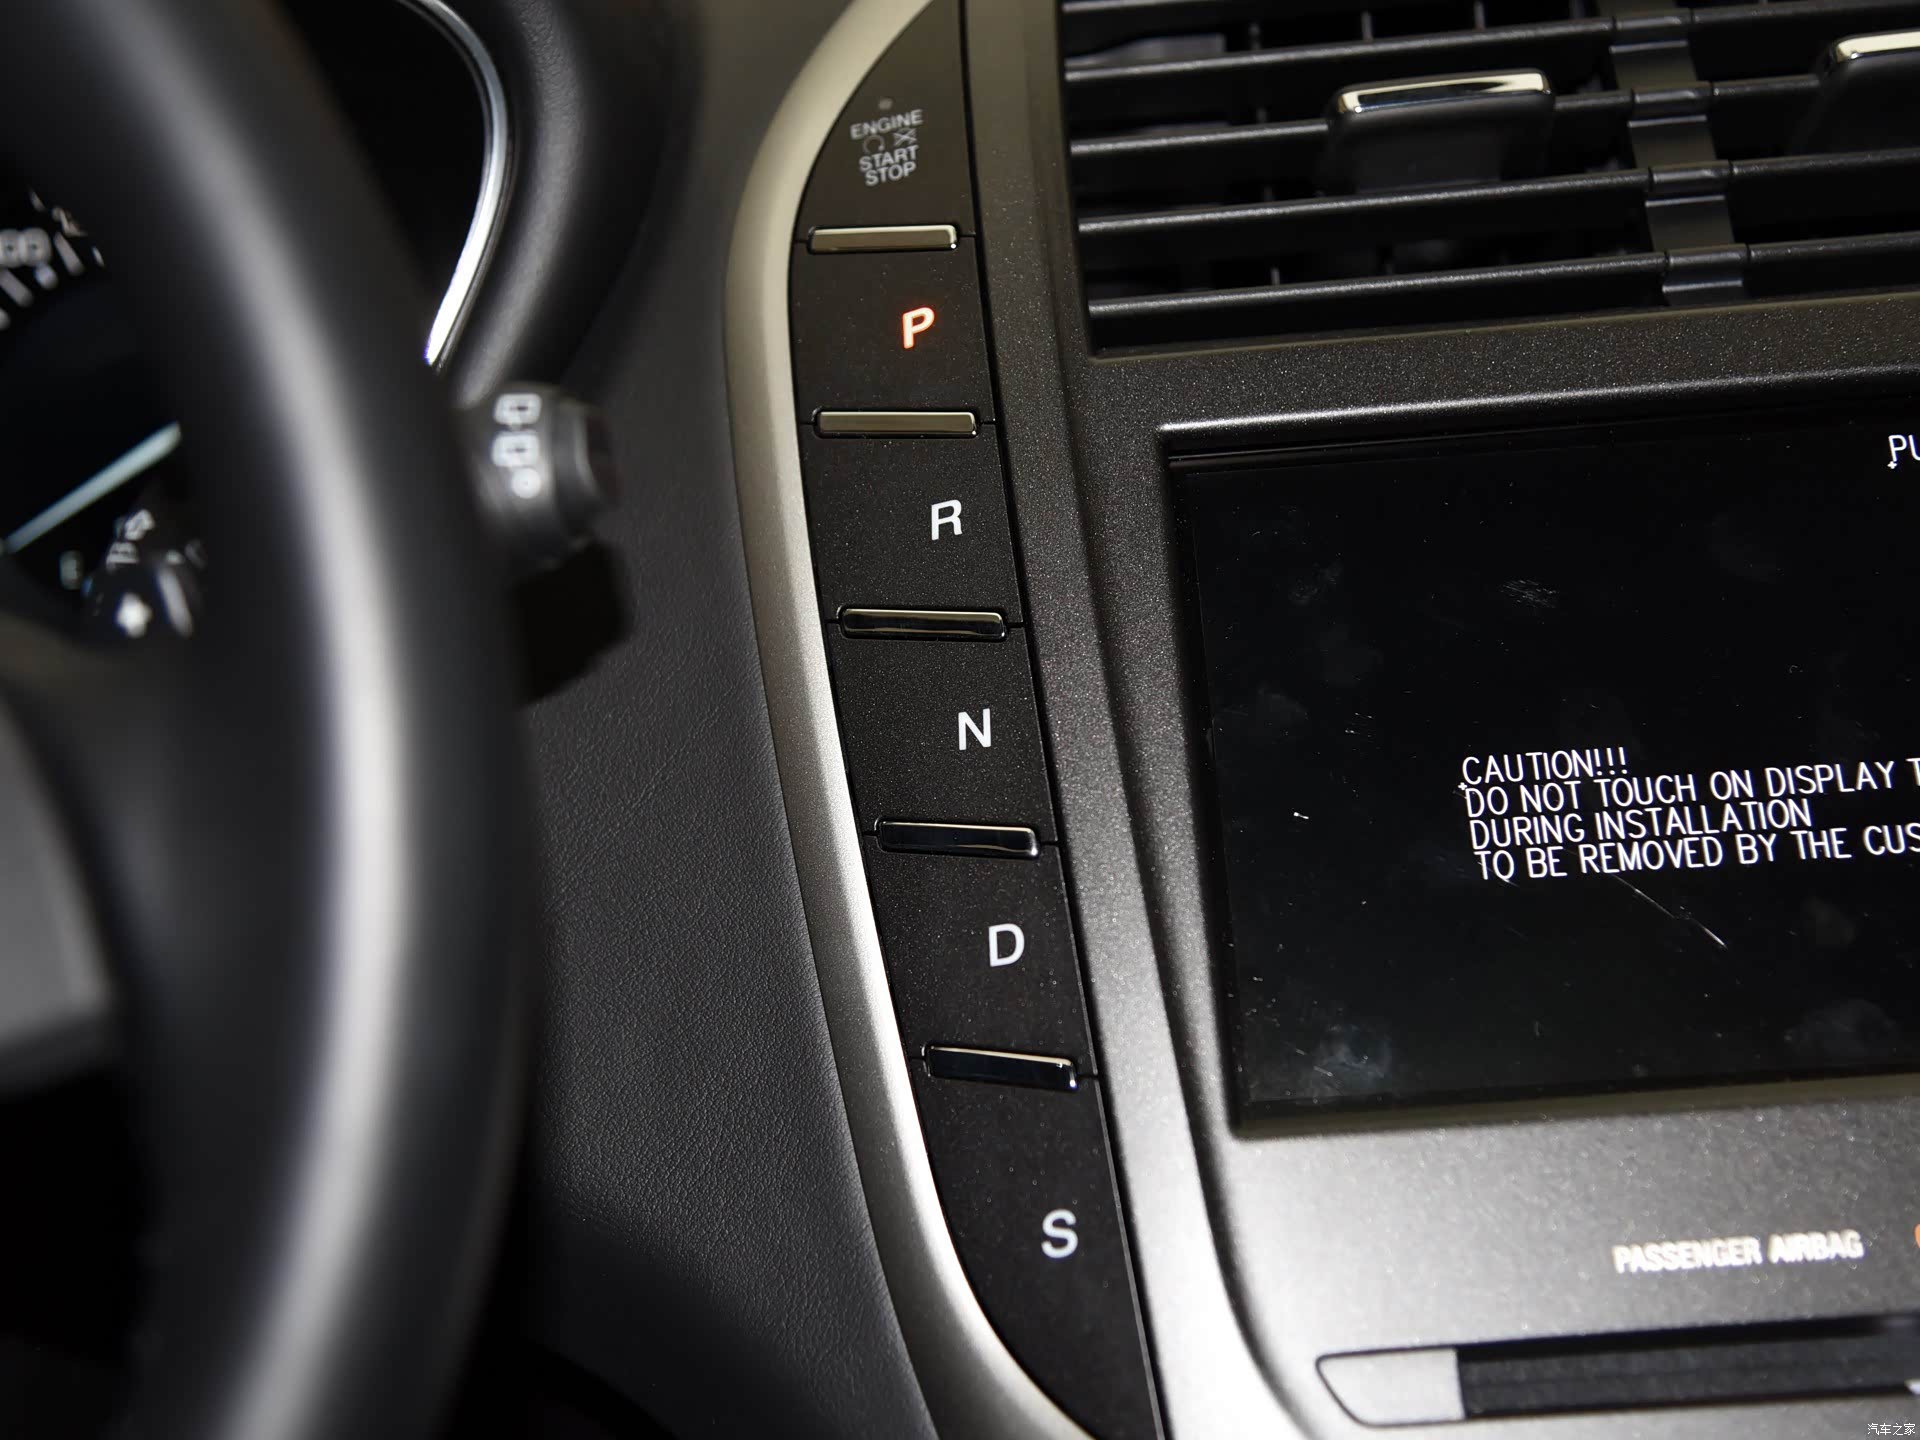 ENGINE
START
STOP
P
R
N
D
S
PU
CAUTION!!!
DO NOT TOUCH ON DISPLAY T
DURING INSTALLATION
TO BE REMOVED BY THE CUS
PASSENGER AIRBAG
汽车之家